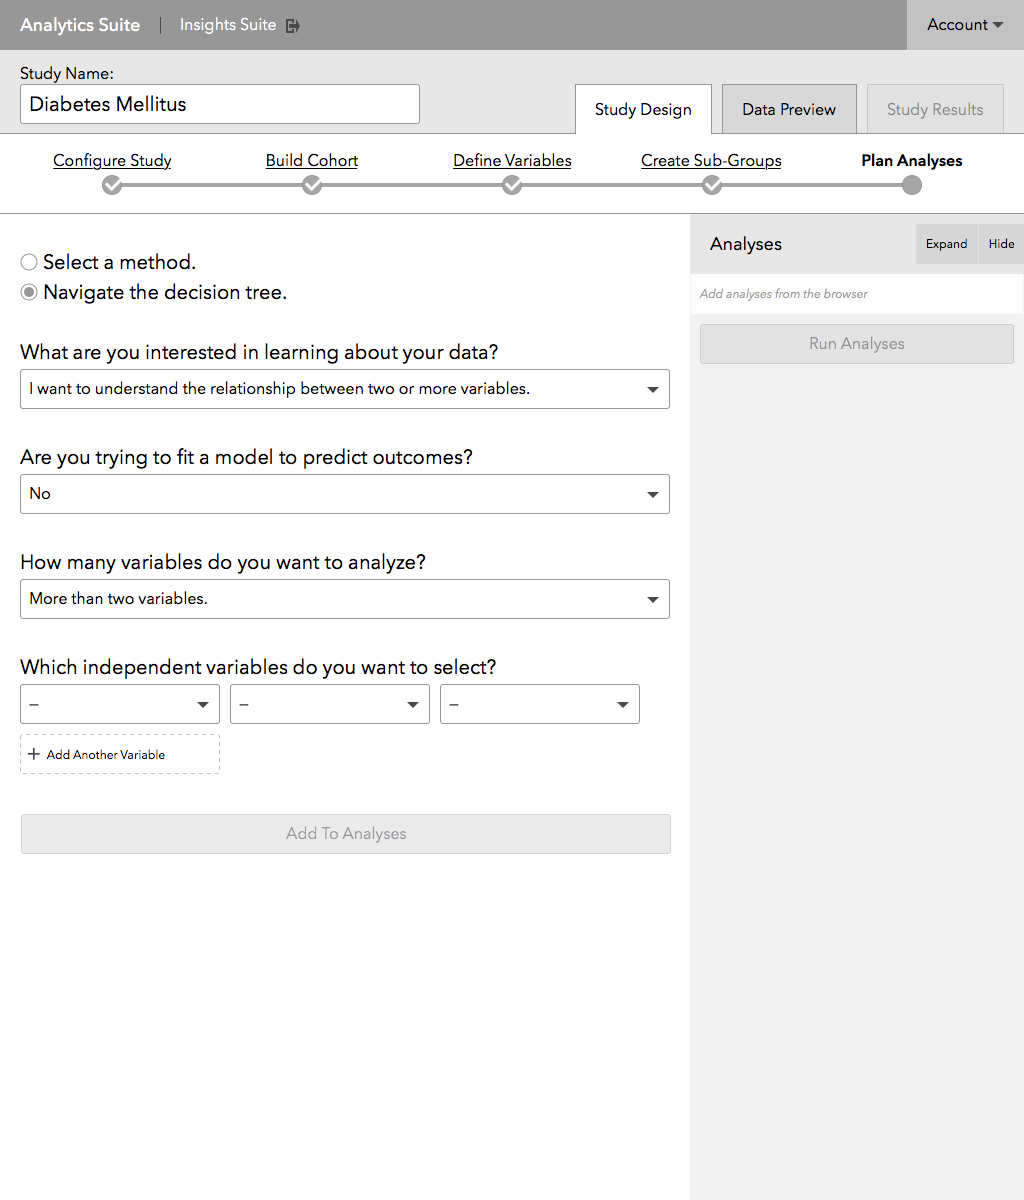 Analytics Suite | Insights Suite Account
Study Name:
Diabetes Mellitus
Study Design Data Preview Study Results
Configure Study Build Cohort Define Variables Create Sub-Groups Plan Analyses
Select a method.
Navigate the decision tree.
What are you interested in learning about your data?
I want to understand the relationship between two or more variables.
Are you trying to fit a model to predict outcomes?
No
How many variables do you want to analyze?
More than two variables.
Which independent variables do you want to select?
– – –
+ Add Another Variable
Add To Analyses
Analyses Expand Hide
Add analyses from the browser
Run Analyses